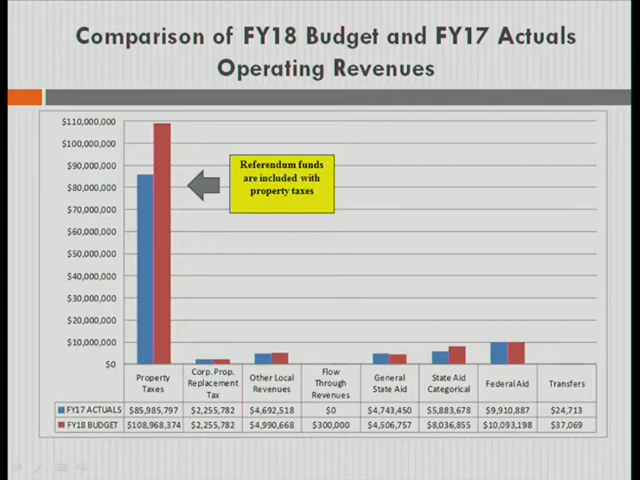 Comparison of FY18 Budget and FY17 Actuals
Operating Revenues
$110,000,000
$100,000,000
$90,000,000
$80,000,000
$70,000,000
$60,000,000
$50,000,000
$40,000,000
$30,000,000
$20,000,000
$10,000,000
$0
Referendum funds
are included with
property taxes
Property Taxes Corp. Prop. Replacement Tax Other Local Revenues Flow Through Revenues General State Aid State Aid Categorical Federal Aid Transfers
FY17 ACTUALS $85,985,797 $2,255,782 $4,692,518 $0 $4,743,450 $5,883,678 $9,910,887 $24,713
FY18 BUDGET $108,968,374 $2,255,782 $4,990,668 $300,000 $4,506,757 $8,036,855 $10,093,198 $37,069